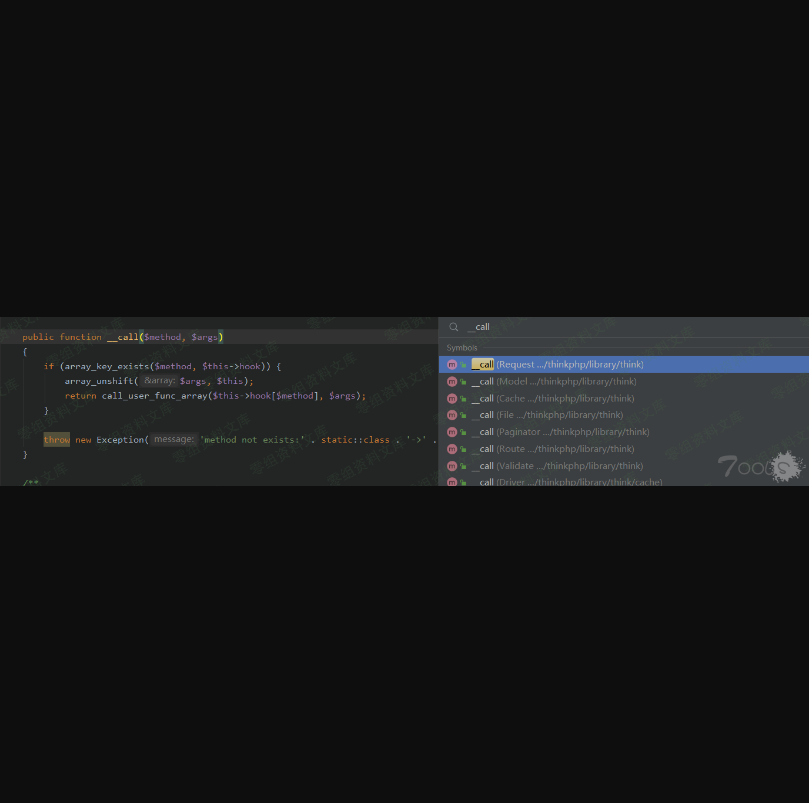 public function __call($method, $args)
{
if (array_key_exists($method, $this->hook)) {
array_unshift( &array: $args, $this);
return call_user_func_array($this->hook[$method], $args);
}
throw new Exception( message: 'method not exists:' . static::class . '->' .
}
/**
__call
Symbols
__call (Request .../thinkphp/library/think)
__call (Model .../thinkphp/library/think)
__call (Cache .../thinkphp/library/think)
__call (File .../thinkphp/library/think)
__call (Paginator .../thinkphp/library/think)
__call (Route .../thinkphp/library/think)
__call (Validate .../thinkphp/library/think)
__call (Driver .../thinkphp/library/think/cache)